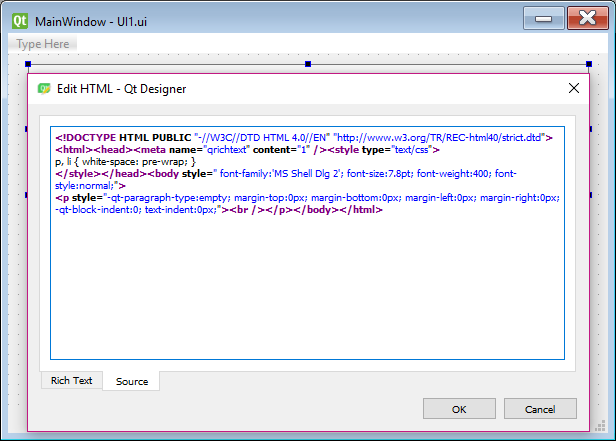 Qt MainWindow - UI1.ui
Type Here
Edit HTML - Qt Designer
<!DOCTYPE HTML PUBLIC "-//W3C//DTD HTML 4.0//EN" "http://www.w3.org/TR/REC-html40/strict.dtd">
<html><head><meta name="qrichtext" content="1" /><style type="text/css">
p, li { white-space: pre-wrap; }
</style></head><body style=" font-family:'MS Shell Dlg 2'; font-size:7.8pt; font-weight:400; font-
style:normal;">
<p style="-qt-paragraph-type:empty; margin-top:0px; margin-bottom:0px; margin-left:0px; margin-right:0px;
-qt-block-indent:0; text-indent:0px;"><br /></p></body></html>
Rich Text
Source
OK
Cancel